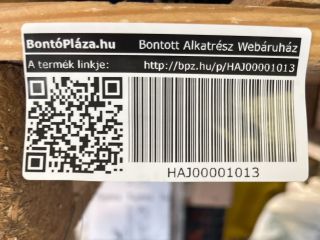 BontóPláza.hu Bontott Alkatrész Webáruház
A termék linkje: http://bpz.hu/p/HAJ00001013
HAJ00001013